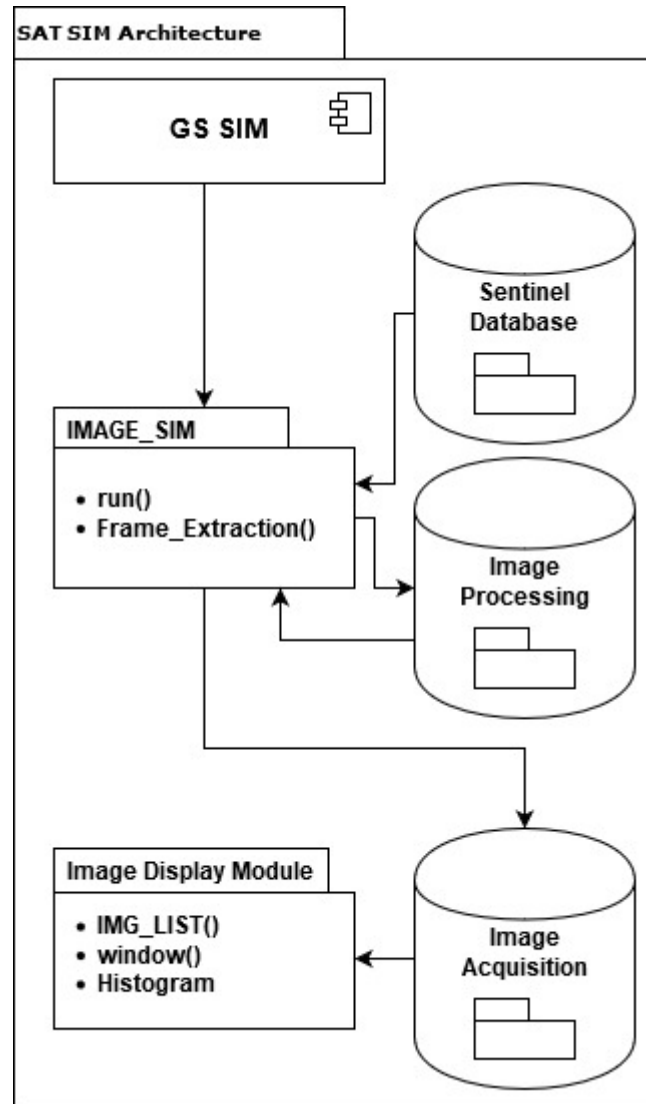 SAT SIM Architecture
GS SIM
Sentinel
Database
IMAGE_SIM
• run()
• Frame_Extraction()
Image
Processing
Image Display Module
• IMG_LIST()
• window()
• Histogram
Image
Acquisition